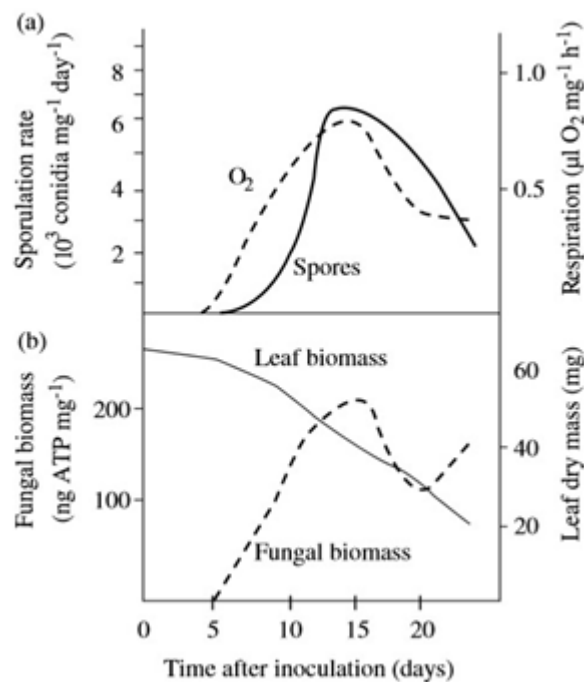 (a)
Sporulation rate
(10³ conidia mg⁻¹ day⁻¹)
8
6
4
2
O₂
Spores
1.0
0.5
Respiration (µl O₂ mg⁻¹ h⁻¹)
(b)
Fungal biomass
(ng ATP mg⁻¹)
200
100
Leaf biomass
Fungal biomass
60
40
20
Leaf dry mass (mg)
0 5 10 15 20
Time after inoculation (days)